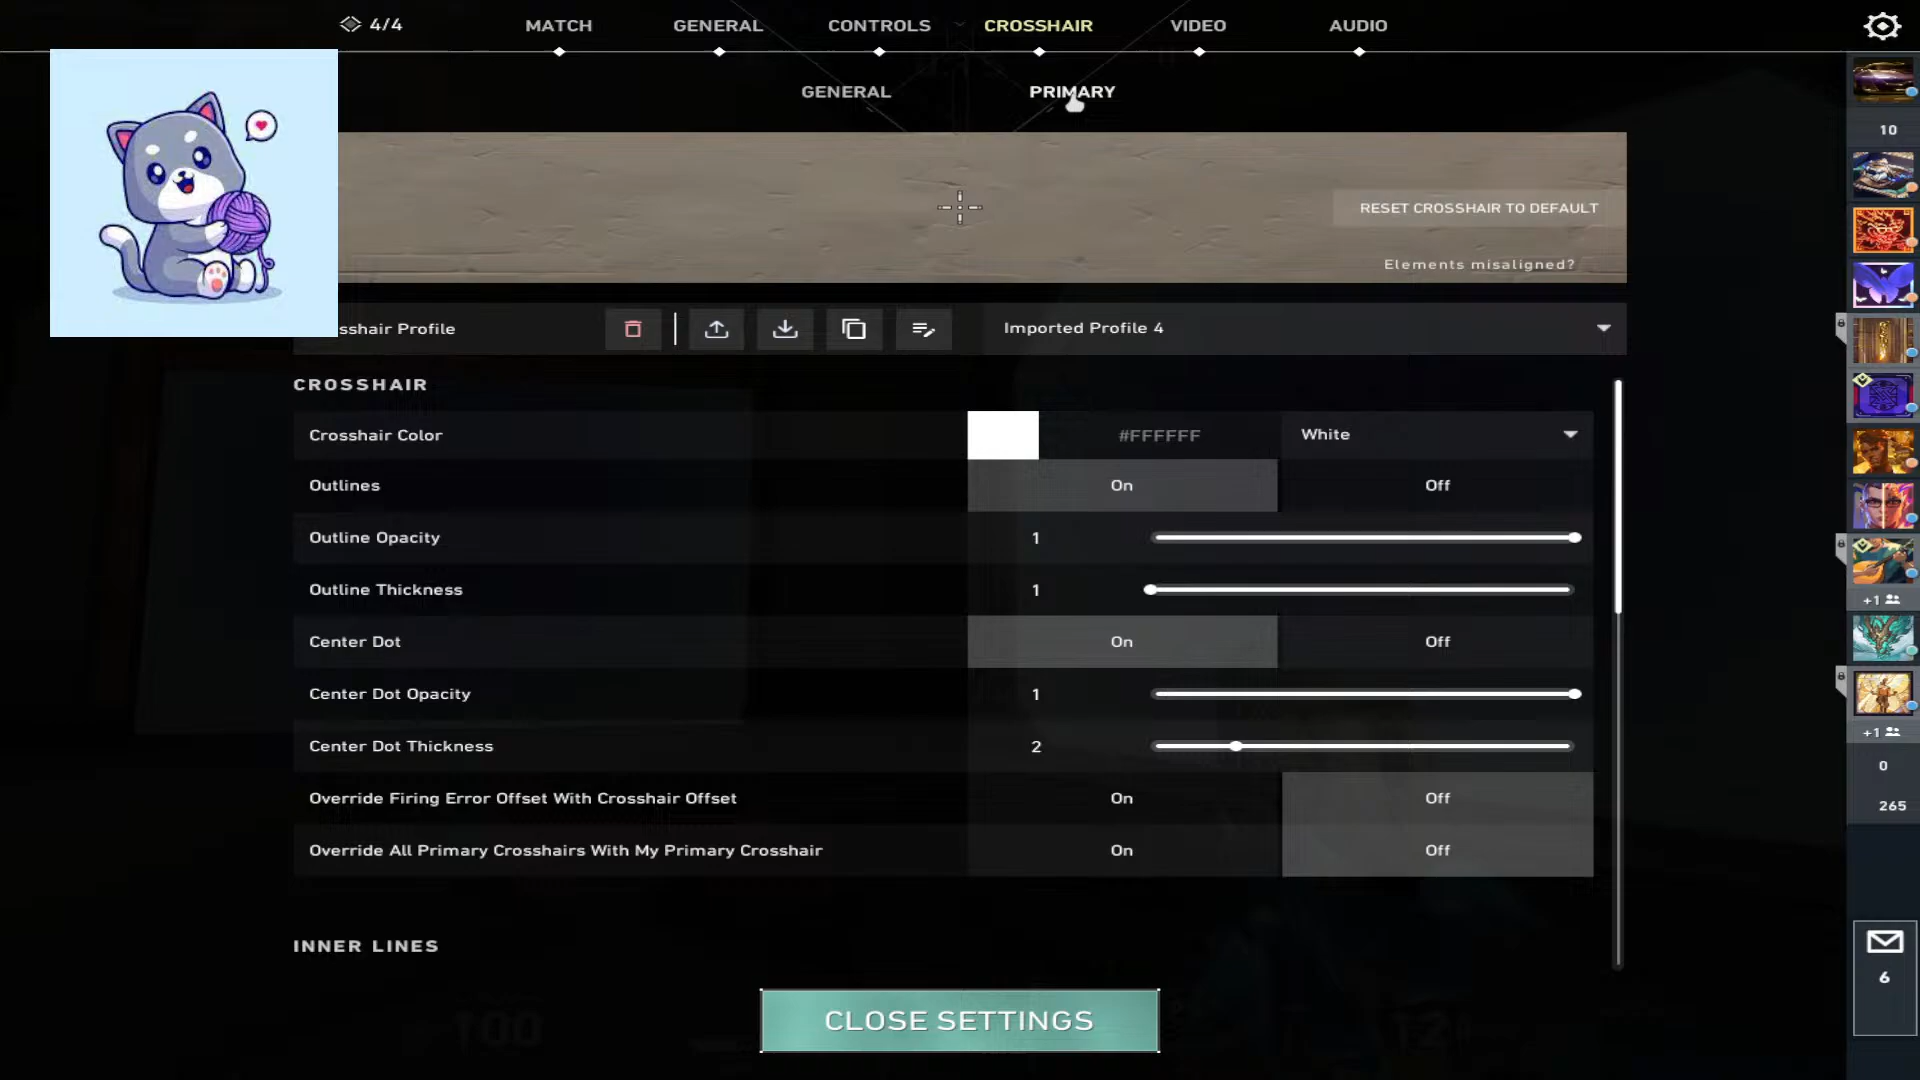 4/4 MATCH GENERAL CONTROLS CROSSHAIR VIDEO AUDIO
GENERAL PRIMARY
10
RESET CROSSHAIR TO DEFAULT
Elements misaligned?
sshair Profile Imported Profile 4
CROSSHAIR
Crosshair Color #FFFFFF White
Outlines On Off
Outline Opacity 1
Outline Thickness 1
+1
Center Dot On Off
Center Dot Opacity 1
+1
Center Dot Thickness 2
0
Override Firing Error Offset With Crosshair Offset On Off
265
Override All Primary Crosshairs With My Primary Crosshair On Off
INNER LINES
6
CLOSE SETTINGS
100 12